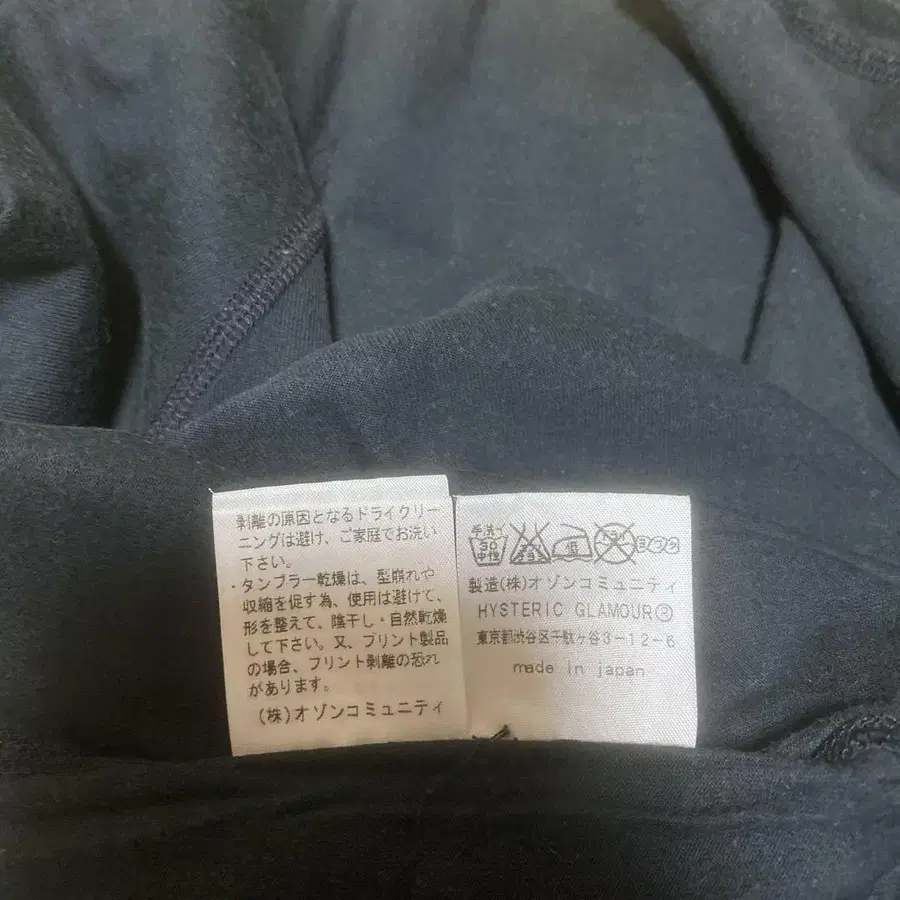 剥離の原因となるドライクリー
ニングは避け、ご家庭でお洗い
下さい。
・タンブラー乾燥は、型崩れや
収縮を促す為、使用は避けて、
形を整えて、陰干し・自然乾燥
して下さい。又、プリント製品
の場合、プリント剥離の恐れ
があります。
(株)オゾンコミュニティ
手洗イ
30
中性
中
製造(株)オゾンコミュニティ
HYSTERIC GLAMOUR®
東京都渋谷区千駄ヶ谷3-12-6
made in japan